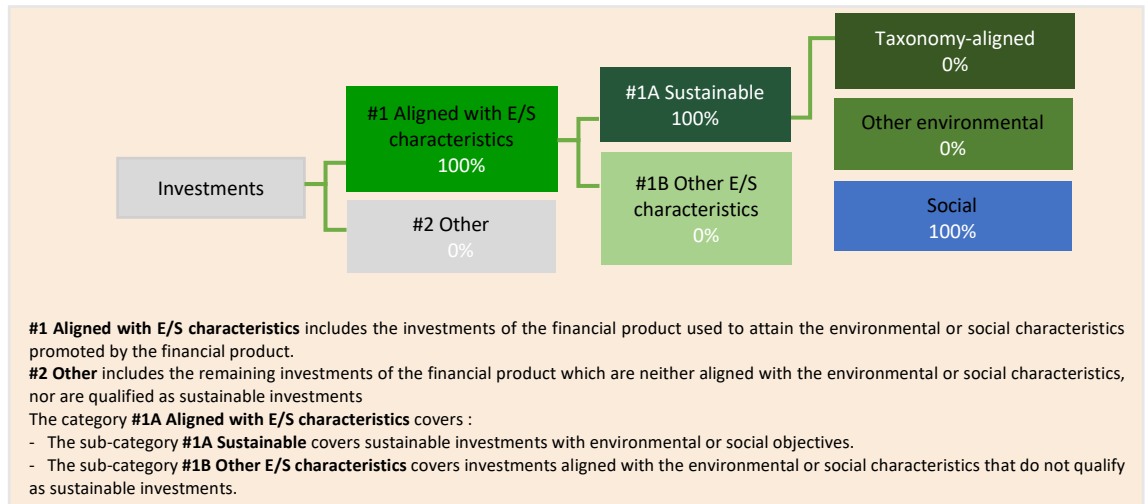 Investments
#1 Aligned with E/S
characteristics
100%
#2 Other
0%
#1A Sustainable
100%
#1B Other E/S
characteristics
0%
Taxonomy-aligned
0%
Other environmental
0%
Social
100%
#1 Aligned with E/S characteristics includes the investments of the financial product used to attain the environmental or social characteristics
promoted by the financial product.
#2 Other includes the remaining investments of the financial product which are neither aligned with the environmental or social characteristics,
nor are qualified as sustainable investments
The category #1A Aligned with E/S characteristics covers :
- The sub-category #1A Sustainable covers sustainable investments with environmental or social objectives.
- The sub-category #1B Other E/S characteristics covers investments aligned with the environmental or social characteristics that do not qualify
as sustainable investments.